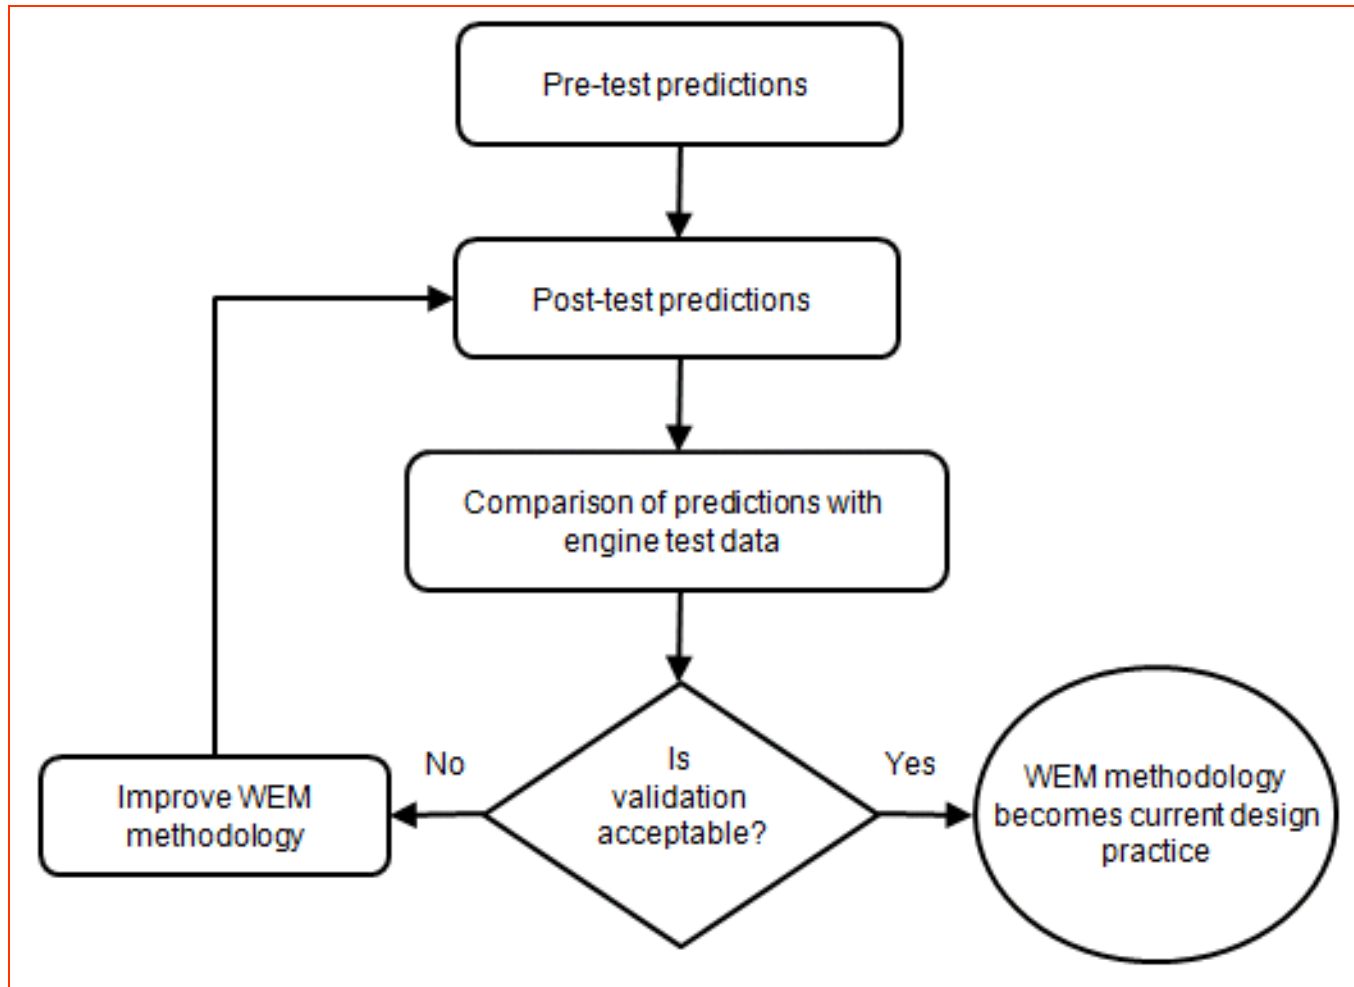 Pre-test predictions
Post-test predictions
Comparison of predictions with
engine test data
Is
validation
acceptable?
No
Yes
Improve WEM
methodology
WEM methodology
becomes current design
practice